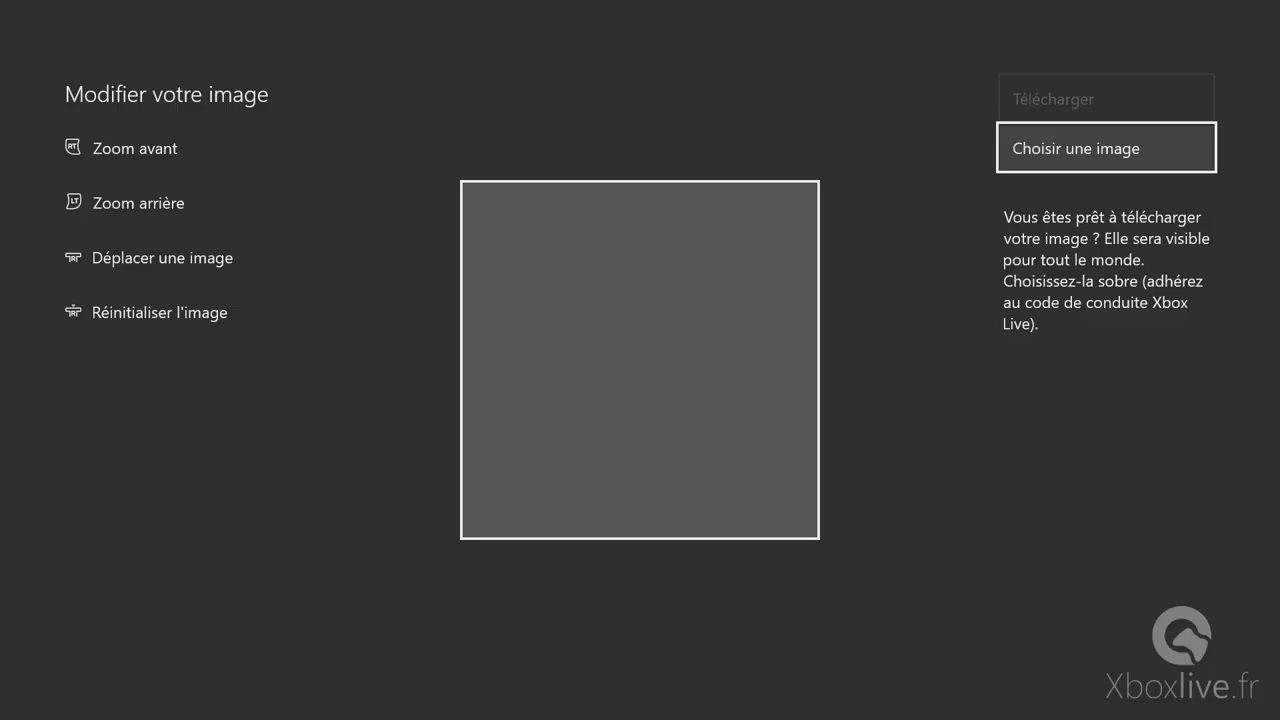 Modifier votre image
RT Zoom avant
LT Zoom arrière
Déplacer une image
Réinitialiser l'image
Télécharger
Choisir une image
Vous êtes prêt à télécharger
votre image ? Elle sera visible
pour tout le monde.
Choisissez-la sobre (adhérez
au code de conduite Xbox
Live).
Xboxlive.fr